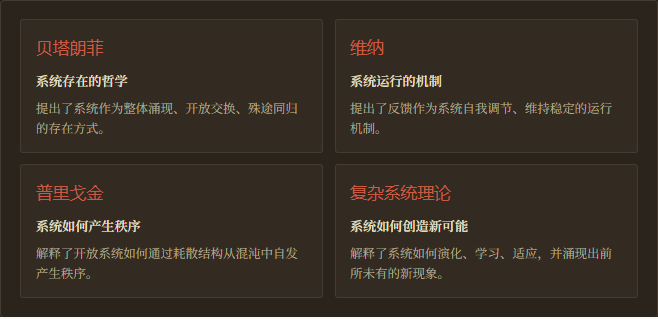 贝塔朗菲
系统存在的哲学
提出了系统作为整体涌现、开放交换、殊途同归
的存在方式。
维纳
系统运行的机制
提出了反馈作为系统自我调节、维持稳定的运行
机制。
普里戈金
系统如何产生秩序
解释了开放系统如何通过耗散结构从混沌中自发
产生秩序。
复杂系统理论
系统如何创造新可能
解释了系统如何演化、学习、适应，并涌现出前
所未有的新现象。